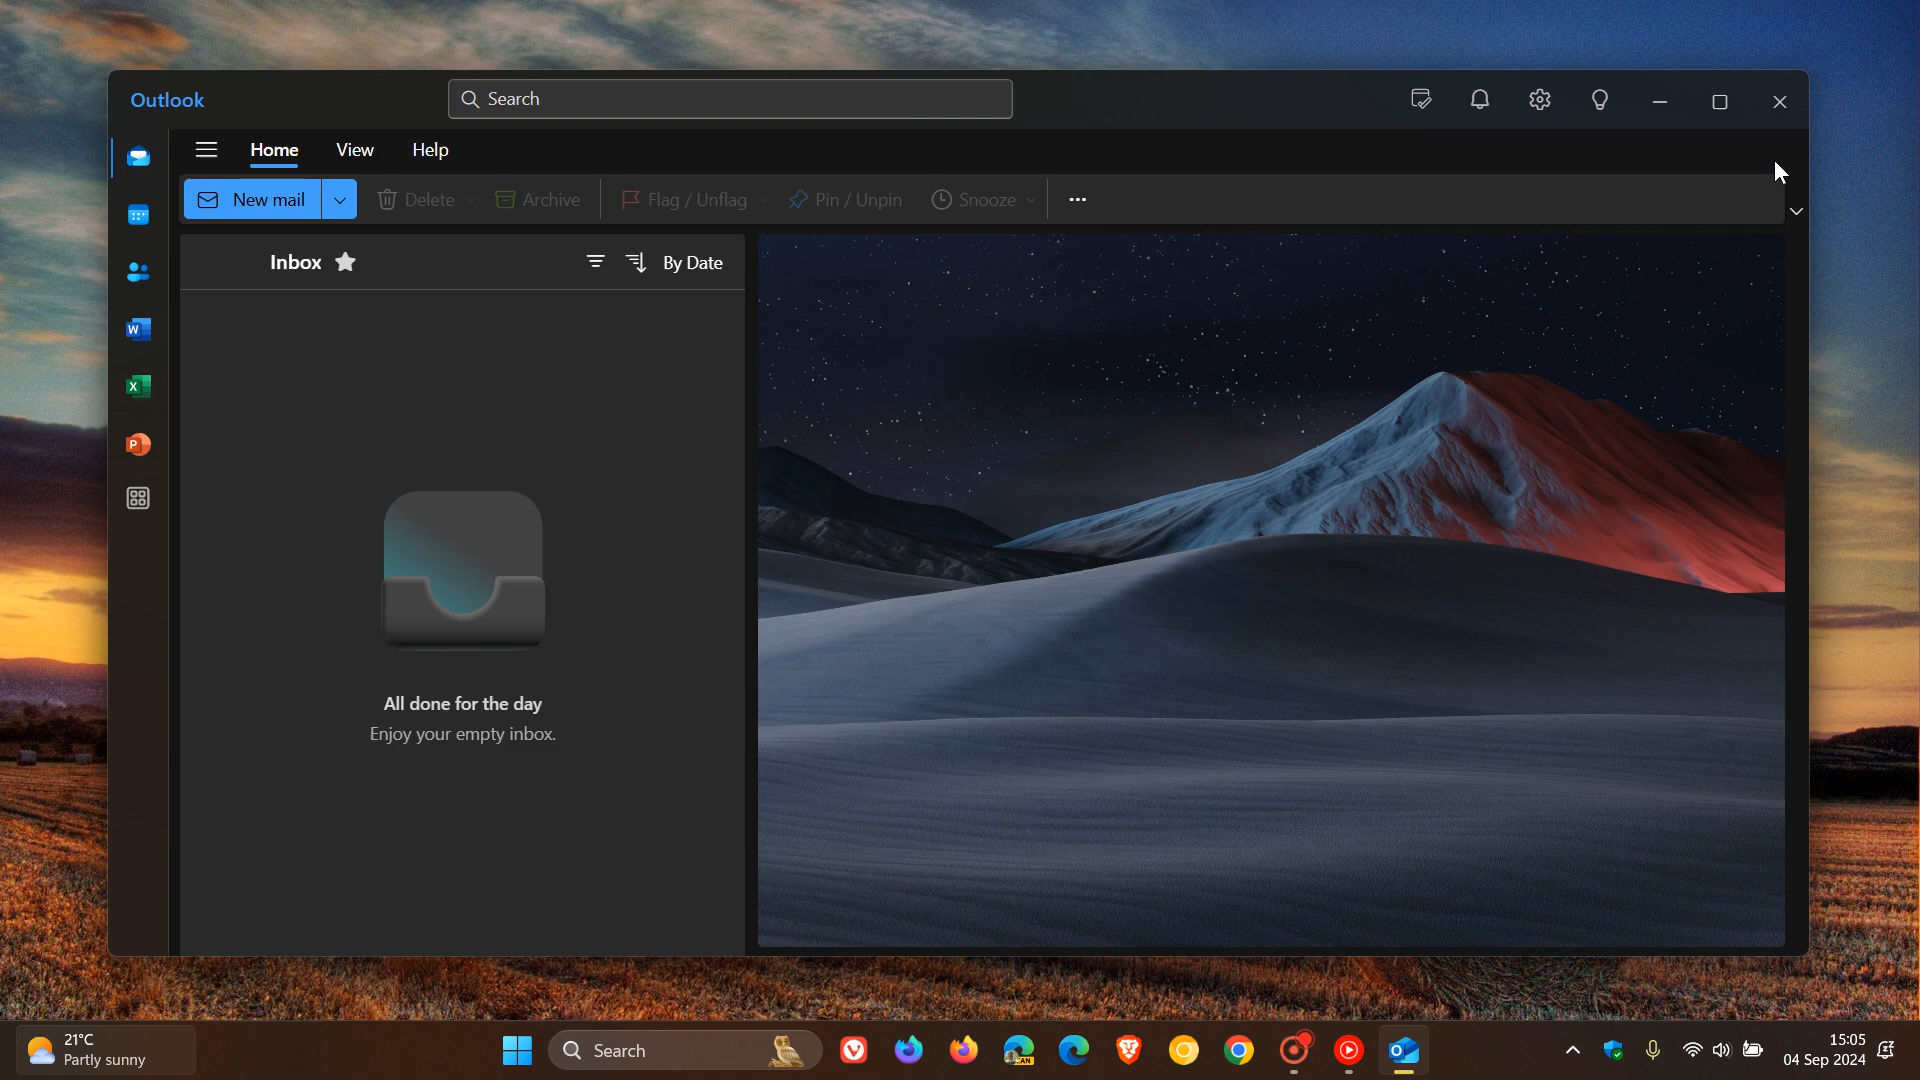 Outlook
Search
Home View Help
New mail Delete Archive Flag / Unflag Pin / Unpin Snooze
Inbox By Date
All done for the day
Enjoy your empty inbox.
21°C
Partly sunny
Search
15:05
04 Sep 2024